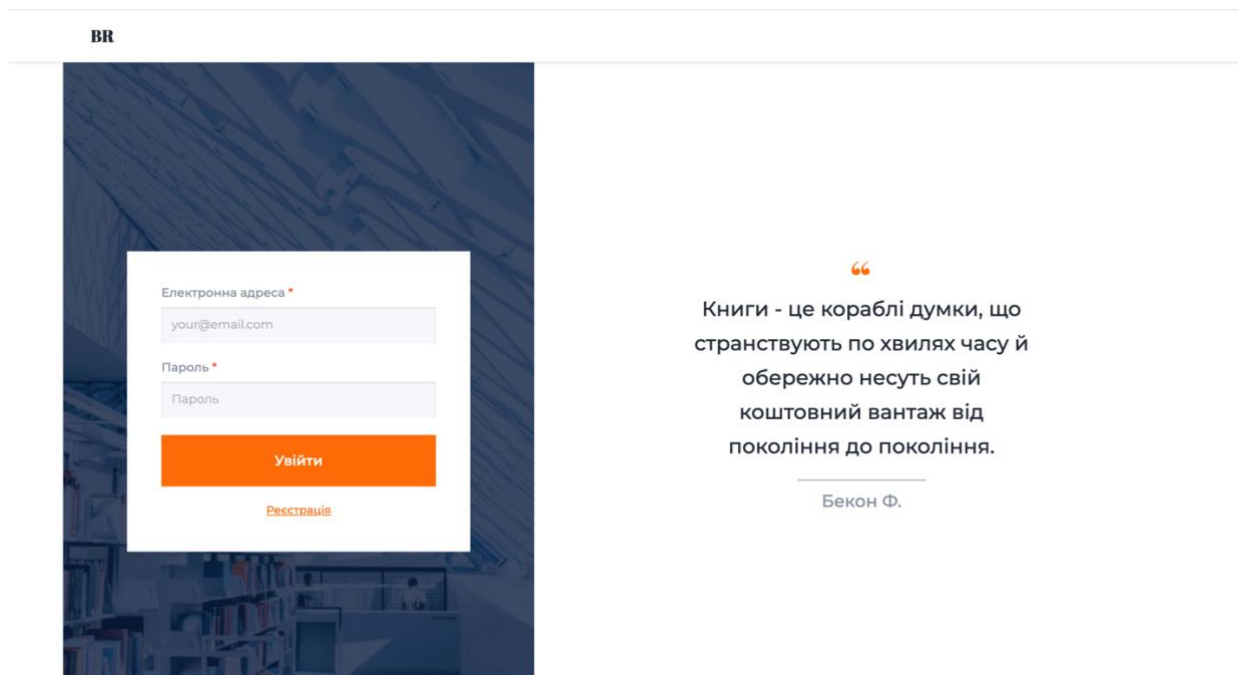 BR
Електронна адреса *
your@email.com
Пароль *
Пароль
Увійти
Реєстрація
“
Книги - це кораблі думки, що
странствують по хвилях часу й
обережно несуть свій
коштовний вантаж від
покоління до покоління.
Бекон Ф.